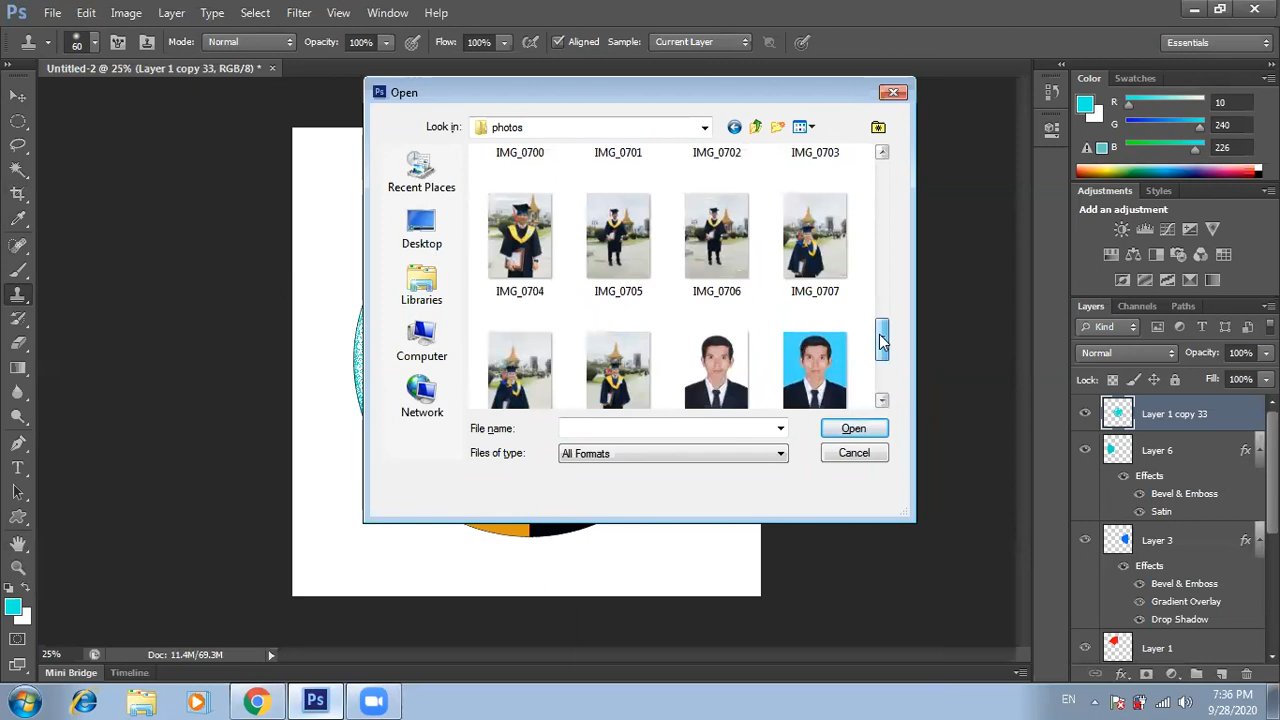 Ps File Edit Image Layer Type Select Filter View Window Help
60 Mode: Normal Opacity: 100% Flow: 100% Aligned Sample: Current Layer Essentials
Untitled-2 @ 25% (Layer 1 copy 33, RGB/8) * ×
Ps Open
Look in: photos
IMG_0700 IMG_0701 IMG_0702 IMG_0703
IMG_0704 IMG_0705 IMG_0706 IMG_0707
Recent Places
Desktop
Libraries
Computer
Network
File name: Open
Files of type: All Formats Cancel
Color Swatches
R 10
G 240
B 226
Adjustments Styles
Add an adjustment
Layers Channels Paths
Kind
Normal Opacity: 100%
Lock: Fill: 100%
Layer 1 copy 33
Layer 6 fx
Effects
Bevel & Emboss
Satin
Layer 3 fx
Effects
Bevel & Emboss
Gradient Overlay
Drop Shadow
Layer 1
25% Doc: 11.4M/69.3M
Mini Bridge Timeline
Ps EN 7:36 PM
9/28/2020